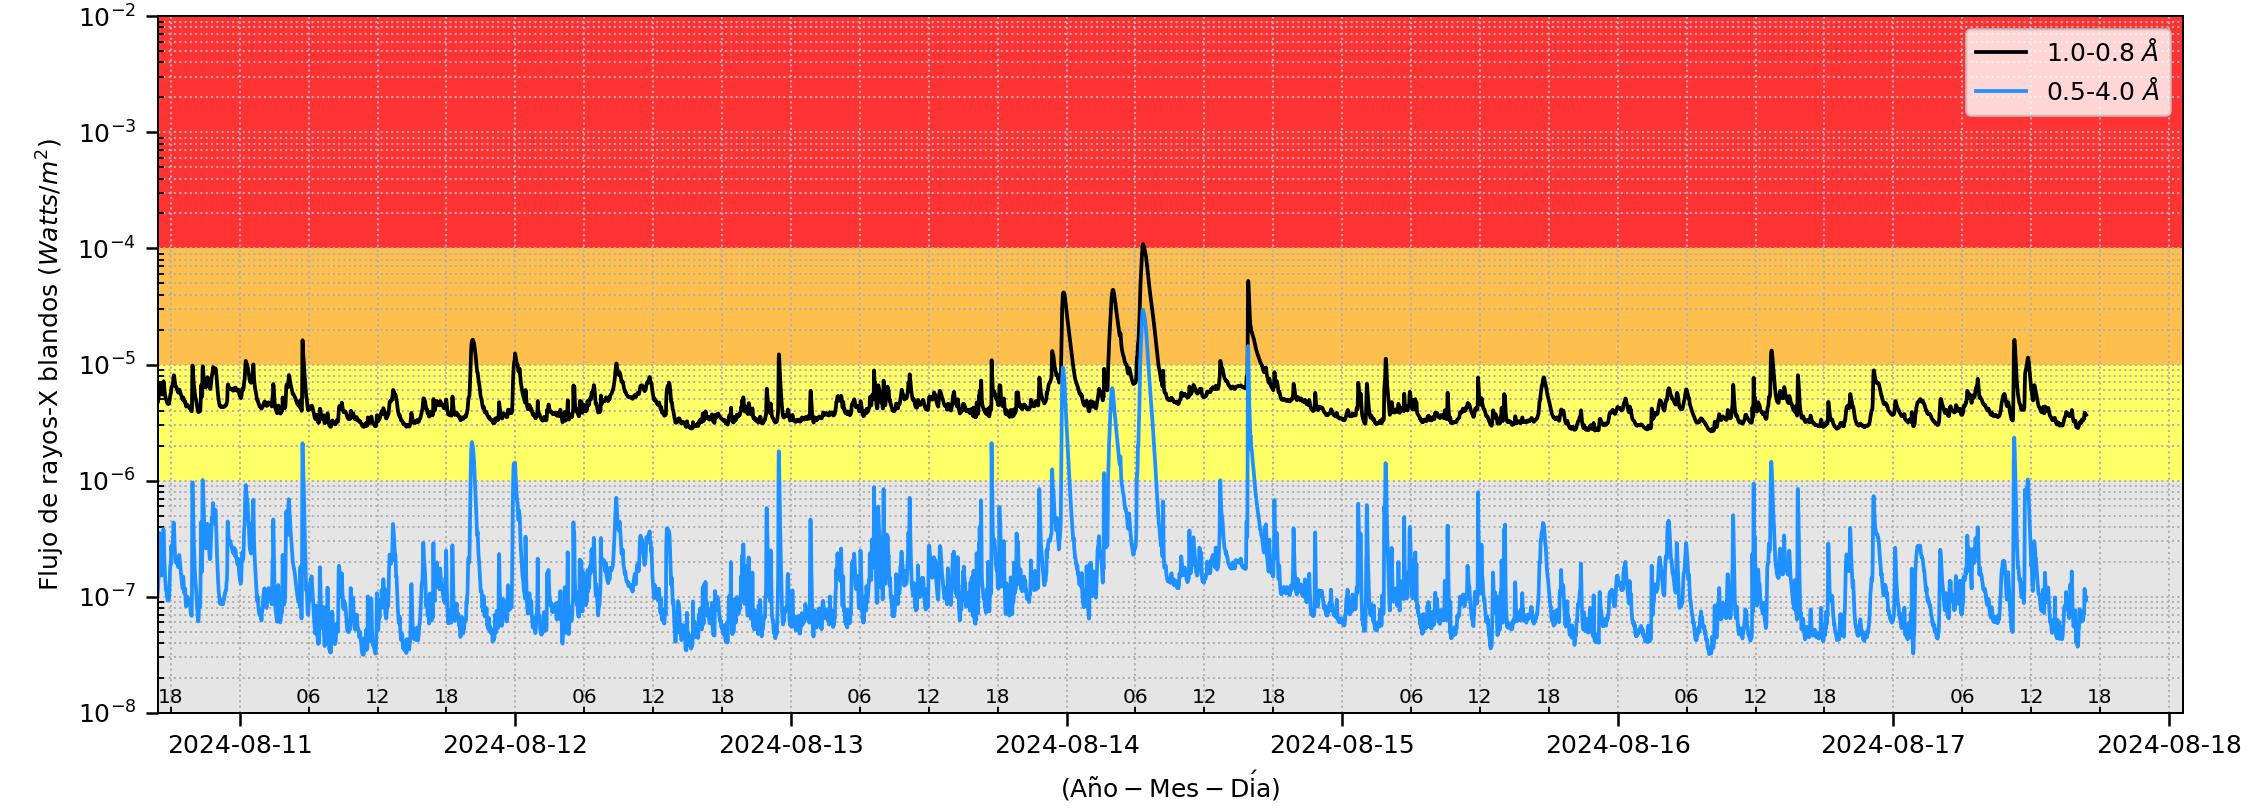 10⁻²
10⁻³
10⁻⁴
10⁻⁵
10⁻⁶
10⁻⁷
10⁻⁸
Flujo de rayos-X blandos (Watts/m²)
1.0-0.8 Å
0.5-4.0 Å
18 06 12 18 06 12 18 06 12 18 06 12 18 06 12 18 06 12 18 06 12 18
2024-08-11 2024-08-12 2024-08-13 2024-08-14 2024-08-15 2024-08-16 2024-08-17 2024-08-18
(Año − Mes − Día)